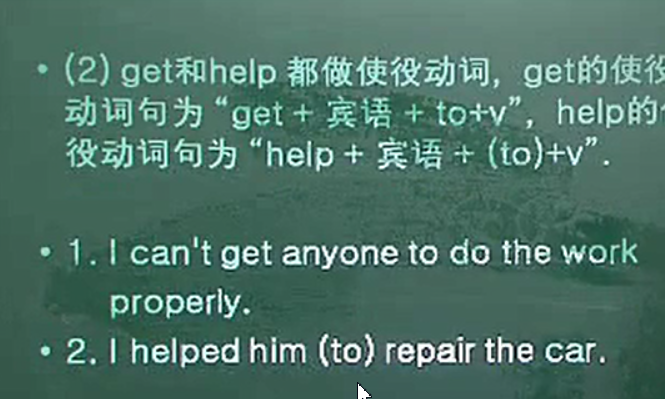 • (2) get和help 都做使役动词，get的使役
动词句为 “get + 宾语 + to+v”，help的
役动词句为 “help + 宾语 + (to)+v”.
• 1. I can't get anyone to do the work
properly.
• 2. I helped him (to) repair the car.